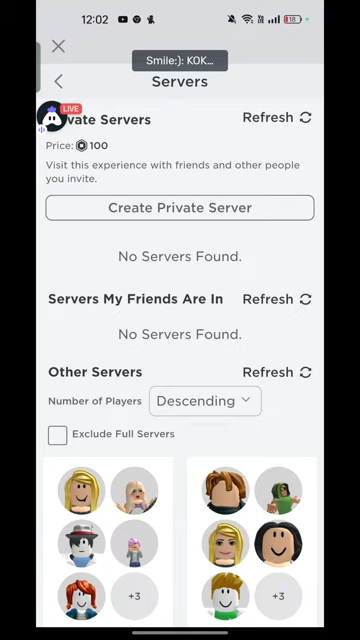 12:02
18
Smile:): KOK...
Servers
LIVE
vate Servers
Refresh
Price: 100
Visit this experience with friends and other people
you invite.
Create Private Server
No Servers Found.
Servers My Friends Are In
Refresh
No Servers Found.
Other Servers
Refresh
Number of Players
Descending
Exclude Full Servers
+3
+3